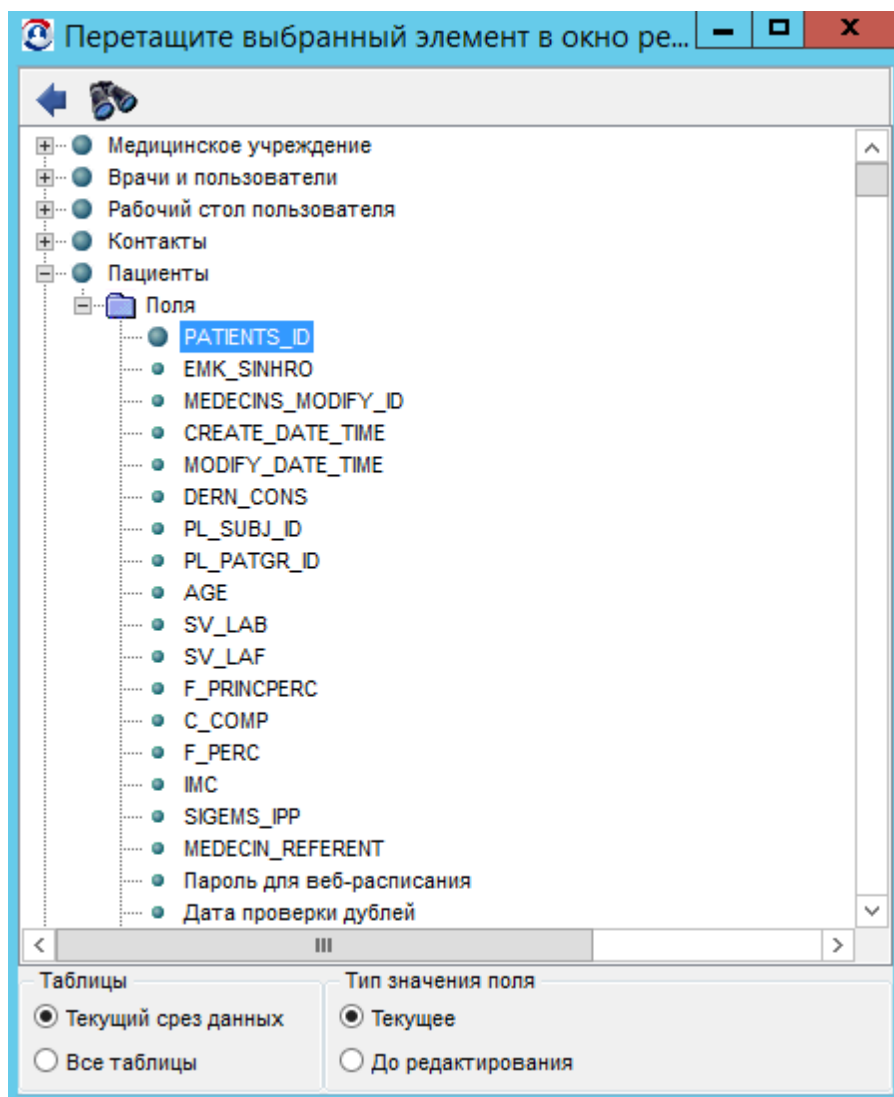 Перетащите выбранный элемент в окно ре...
Медицинское учреждение
Врачи и пользователи
Рабочий стол пользователя
Контакты
Пациенты
Поля
PATIENTS_ID
EMK_SINHRO
MEDECINS_MODIFY_ID
CREATE_DATE_TIME
MODIFY_DATE_TIME
DERN_CONS
PL_SUBJ_ID
PL_PATGR_ID
AGE
SV_LAB
SV_LAF
F_PRINCPERC
C_COMP
F_PERC
IMC
SIGEMS_IPP
MEDECIN_REFERENT
Пароль для веб-расписания
Дата проверки дублей
Таблицы
Тип значения поля
Текущий срез данных
Текущее
Все таблицы
До редактирования